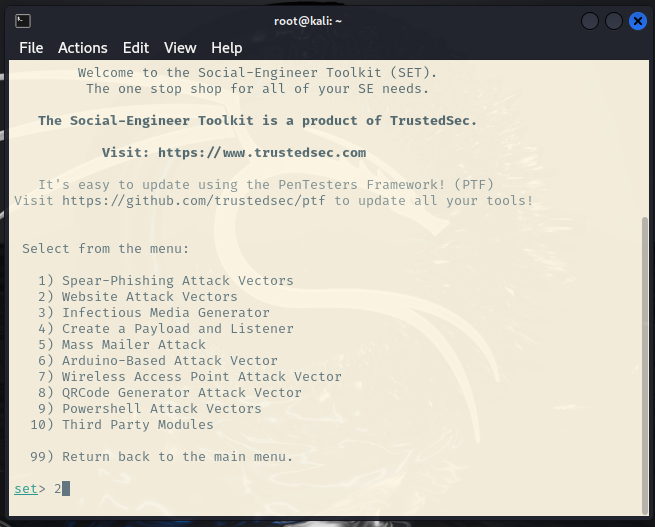 root@kali: ~
File Actions Edit View Help
Welcome to the Social-Engineer Toolkit (SET).
The one stop shop for all of your SE needs.
The Social-Engineer Toolkit is a product of TrustedSec.
Visit: https://www.trustedsec.com
It's easy to update using the PenTesters Framework! (PTF)
Visit https://github.com/trustedsec/ptf to update all your tools!
Select from the menu:
1) Spear-Phishing Attack Vectors
2) Website Attack Vectors
3) Infectious Media Generator
4) Create a Payload and Listener
5) Mass Mailer Attack
6) Arduino-Based Attack Vector
7) Wireless Access Point Attack Vector
8) QRCode Generator Attack Vector
9) Powershell Attack Vectors
10) Third Party Modules
99) Return back to the main menu.
set> 2